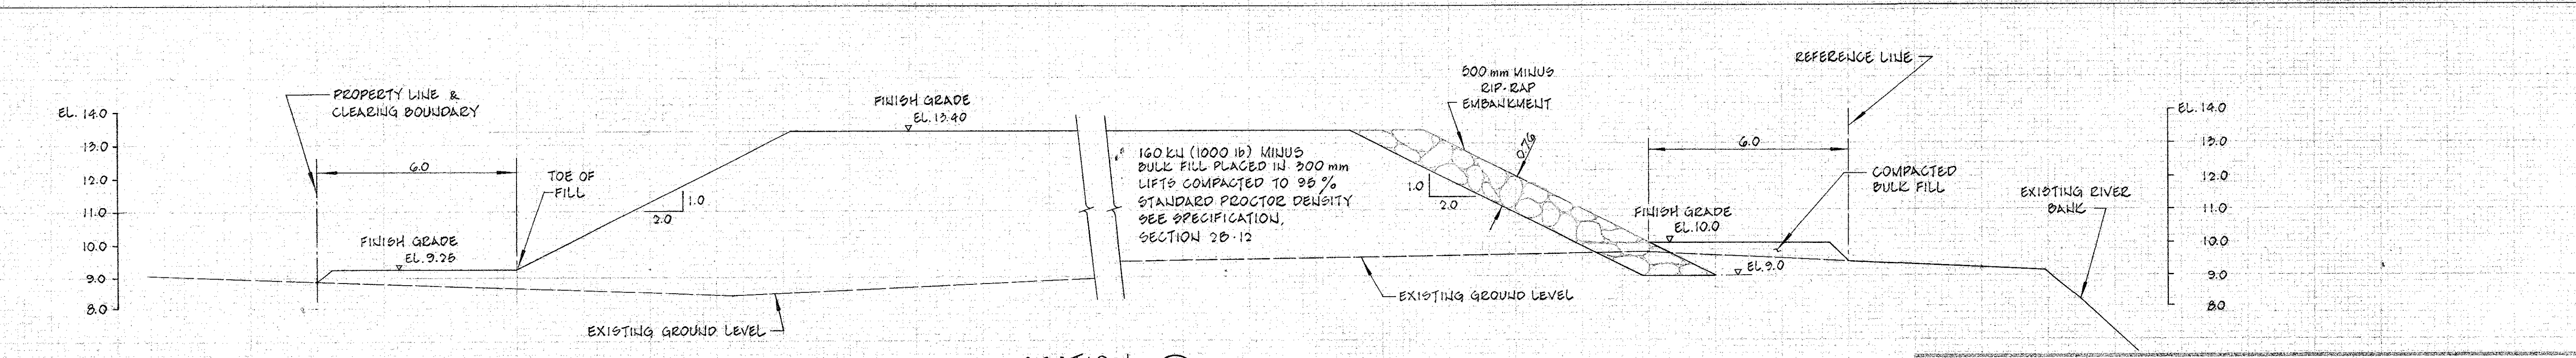 PROPERTY LINE &
CLEARING BOUNDARY
EL. 14.0
13.0
12.0
11.0
10.0
9.0
8.0
6.0
TOE OF
FILL
FINISH GRADE
EL. 9.25
1.0
2.0
EXISTING GROUND LEVEL
FINISH GRADE
EL. 13.40
160 KN (1000 lb) MINUS
BULK FILL PLACED IN 300 mm
LIFTS COMPACTED TO 95 %
STANDARD PROCTOR DENSITY
SEE SPECIFICATION,
SECTION 2B-12
500 mm MINUS
RIP-RAP
EMBANKMENT
0.76
1.0
2.0
EXISTING GROUND LEVEL
FINISH GRADE
EL. 10.0
EL. 9.0
6.0
REFERENCE LINE
COMPACTED
BULK FILL
EXISTING RIVER
BANK
EL. 14.0
13.0
12.0
11.0
10.0
9.0
8.0